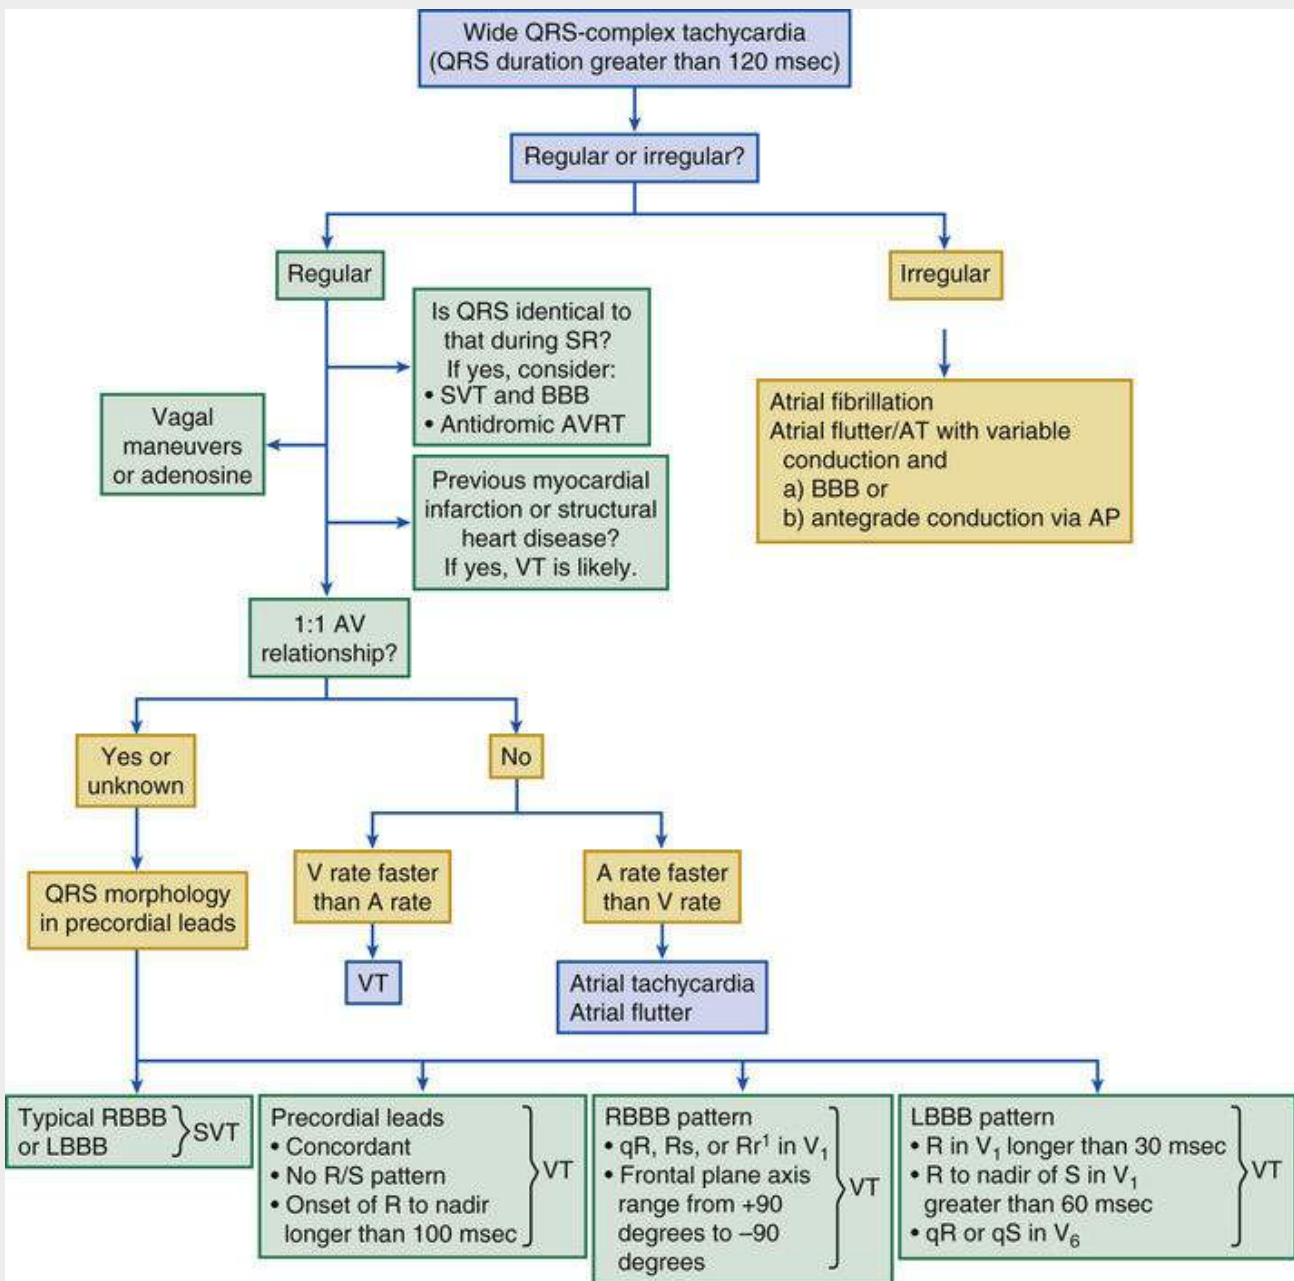 Wide QRS-complex tachycardia
(QRS duration greater than 120 msec)
Regular or irregular?
Regular
Irregular
Is QRS identical to
that during SR?
If yes, consider:
• SVT and BBB
• Antidromic AVRT
Vagal
maneuvers
or adenosine
Previous myocardial
infarction or structural
heart disease?
If yes, VT is likely.
Atrial fibrillation
Atrial flutter/AT with variable
conduction and
a) BBB or
b) antegrade conduction via AP
1:1 AV
relationship?
Yes or
unknown
No
QRS morphology
in precordial leads
V rate faster
than A rate
A rate faster
than V rate
VT
Atrial tachycardia
Atrial flutter
Typical RBBB
or LBBB
SVT
Precordial leads
• Concordant
• No R/S pattern
• Onset of R to nadir
longer than 100 msec
VT
RBBB pattern
• qR, Rs, or Rr¹ in V₁
• Frontal plane axis
range from +90
degrees to –90
degrees
VT
LBBB pattern
• R in V₁ longer than 30 msec
• R to nadir of S in V₁
greater than 60 msec
• qR or qS in V₆
VT